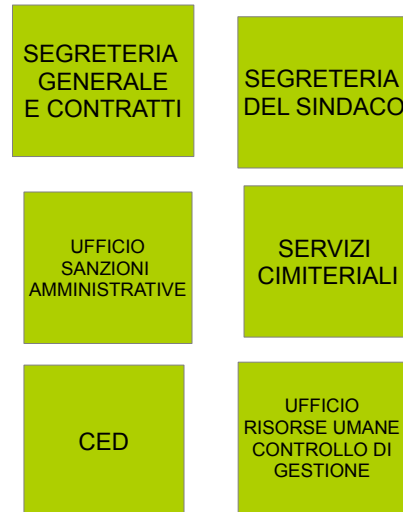 SEGRETERIA
GENERALE
E CONTRATTI
SEGRETERIA
DEL SINDACO
UFFICIO
SANZIONI
AMMINISTRATIVE
SERVIZI
CIMITERIALI
CED
UFFICIO
RISORSE UMANE
CONTROLLO DI
GESTIONE